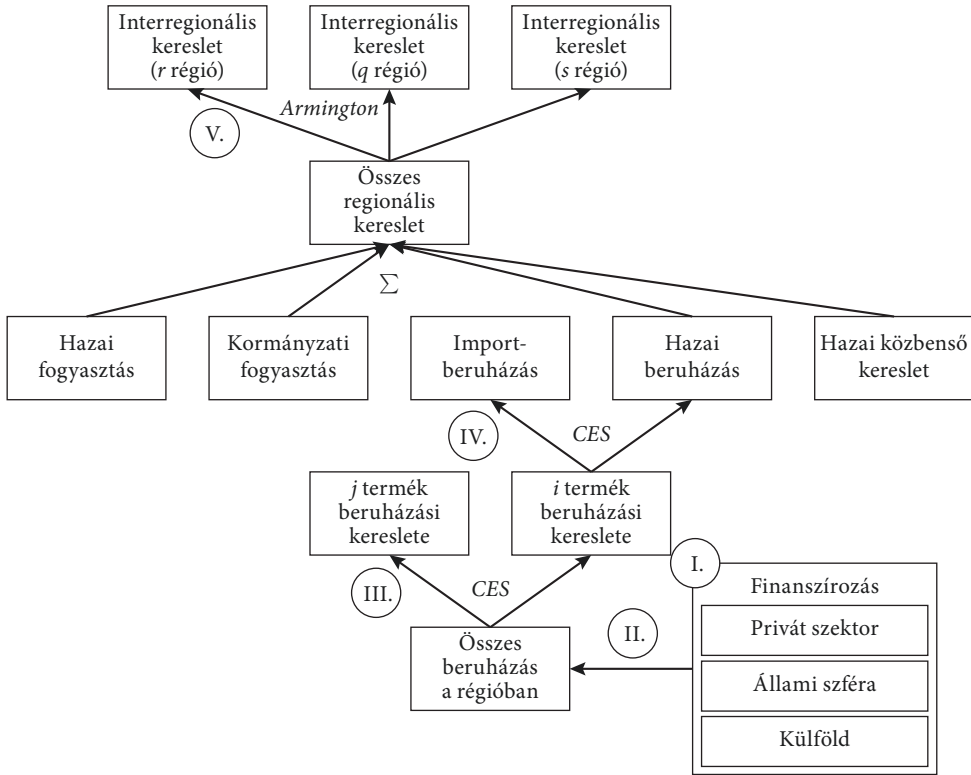 Interregionális
kereslet
(r régió)
Interregionális
kereslet
(q régió)
Interregionális
kereslet
(s régió)
Armington
V.
Összes
regionális
kereslet
∑
Hazai
fogyasztás
Kormányzati
fogyasztás
Import-
beruházás
Hazai
beruházás
Hazai közbenső
kereslet
IV.
CES
j termék
beruházási
kereslete
i termék
beruházási
kereslete
I.
III.
CES
Finanszírozás
II.
Privát szektor
Összes
beruházás
a régióban
Állami szféra
Külföld